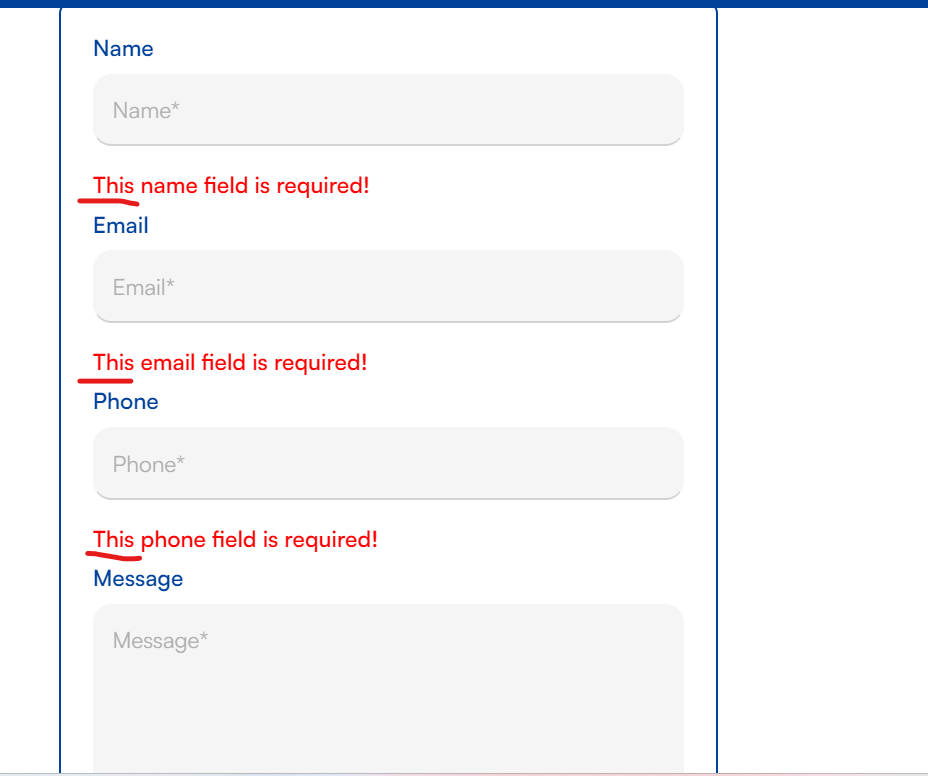 Name
Name*
This name field is required!
Email
Email*
This email field is required!
Phone
Phone*
This phone field is required!
Message
Message*